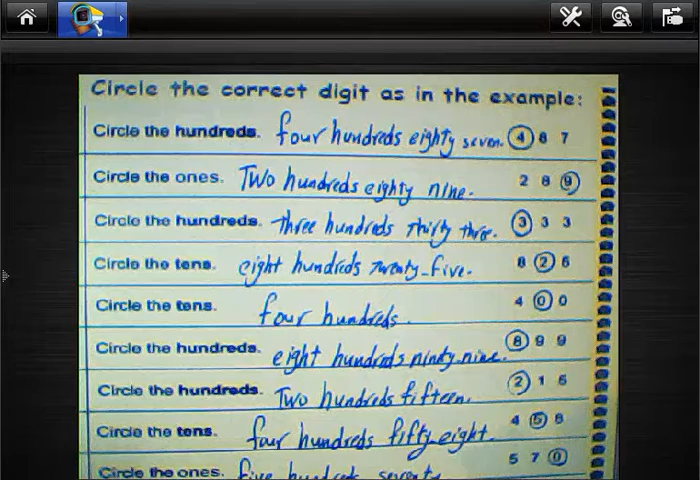 Circle the correct digit as in the example:
Circle the hundreds. four hundreds eighty seven. 4 8 7
Circle the ones. Two hundreds eighty nine. 2 8 9
Circle the hundreds. three hundreds Thirty three. 3 3 3
Circle the tens. eight hundreds Twenty-five. 8 2 5
Circle the tens. four hundreds. 4 0 0
Circle the hundreds. eight hundreds ninty nine. 8 9 9
Circle the hundreds. Two hundreds fifteen. 2 1 5
Circle the tens. four hundreds fifty eight. 4 5 8
Circle the ones. five hundreds seventy 5 7 0